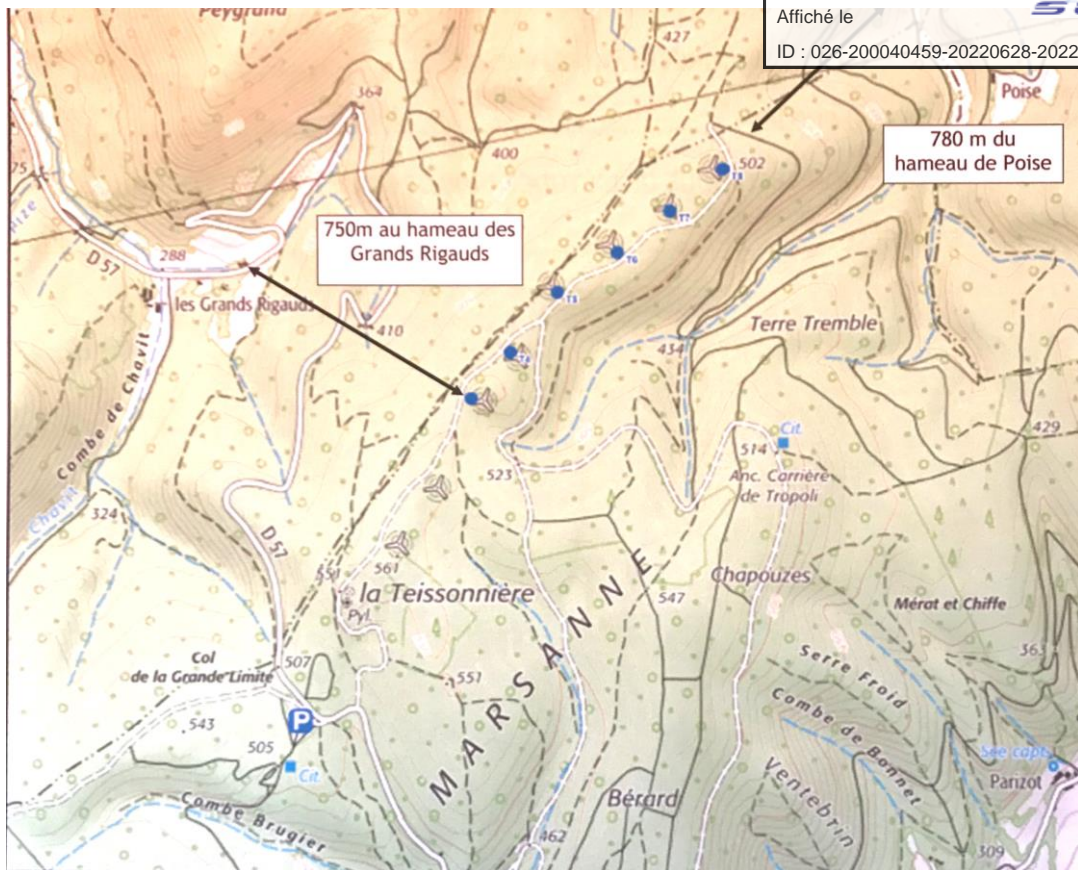 Peygrand
427
Affiché le
ID : 026-200040459-20220628-2022
Poise
364
400
502
T8
780 m du
hameau de Poise
75
D 57
288
750m au hameau des
Grands Rigauds
T7
T6
T5
les Grands Rigauds
410
Terre Tremble
434
T4
Combe de Chavit
Chavit
324
523
Cit.
514
429
Anc. Carrière
de Tropoli
D 57
551
561
la Teissonnière
Pyl.
MARSANNE
547
Chapouzes
Mérat et Chiffe
363
Col
de la Grande Limite
507
551
Serre Froid
543
P
505
Cit.
Combe de Bonnet
Sce capt.
Parizot
Ventebrin
Bérard
Combe Brugier
462
309